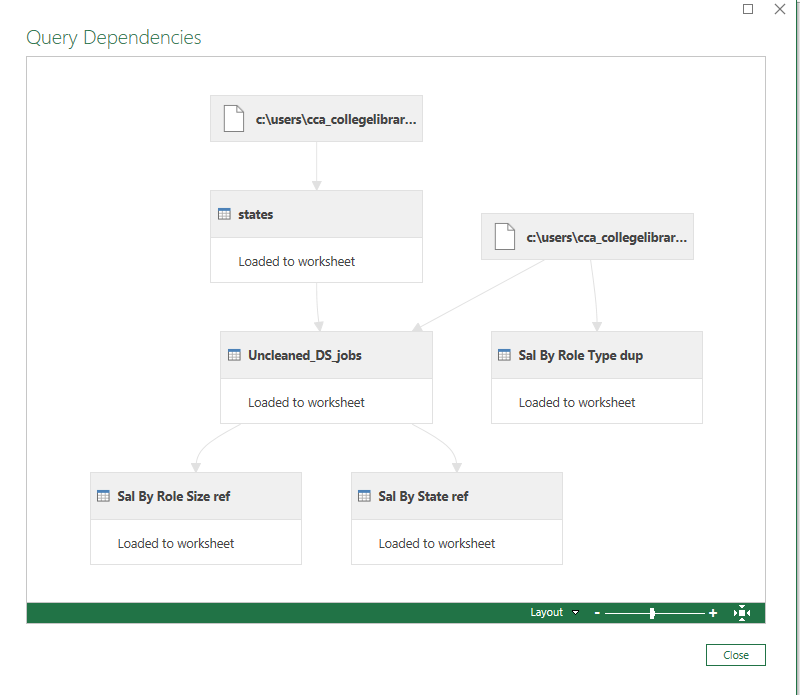 Query Dependencies
c:\users\cca_collegelibrar...
states
Loaded to worksheet
c:\users\cca_collegelibrar...
Uncleaned_DS_jobs
Loaded to worksheet
Sal By Role Type dup
Loaded to worksheet
Sal By Role Size ref
Loaded to worksheet
Sal By State ref
Loaded to worksheet
Layout
- +
Close